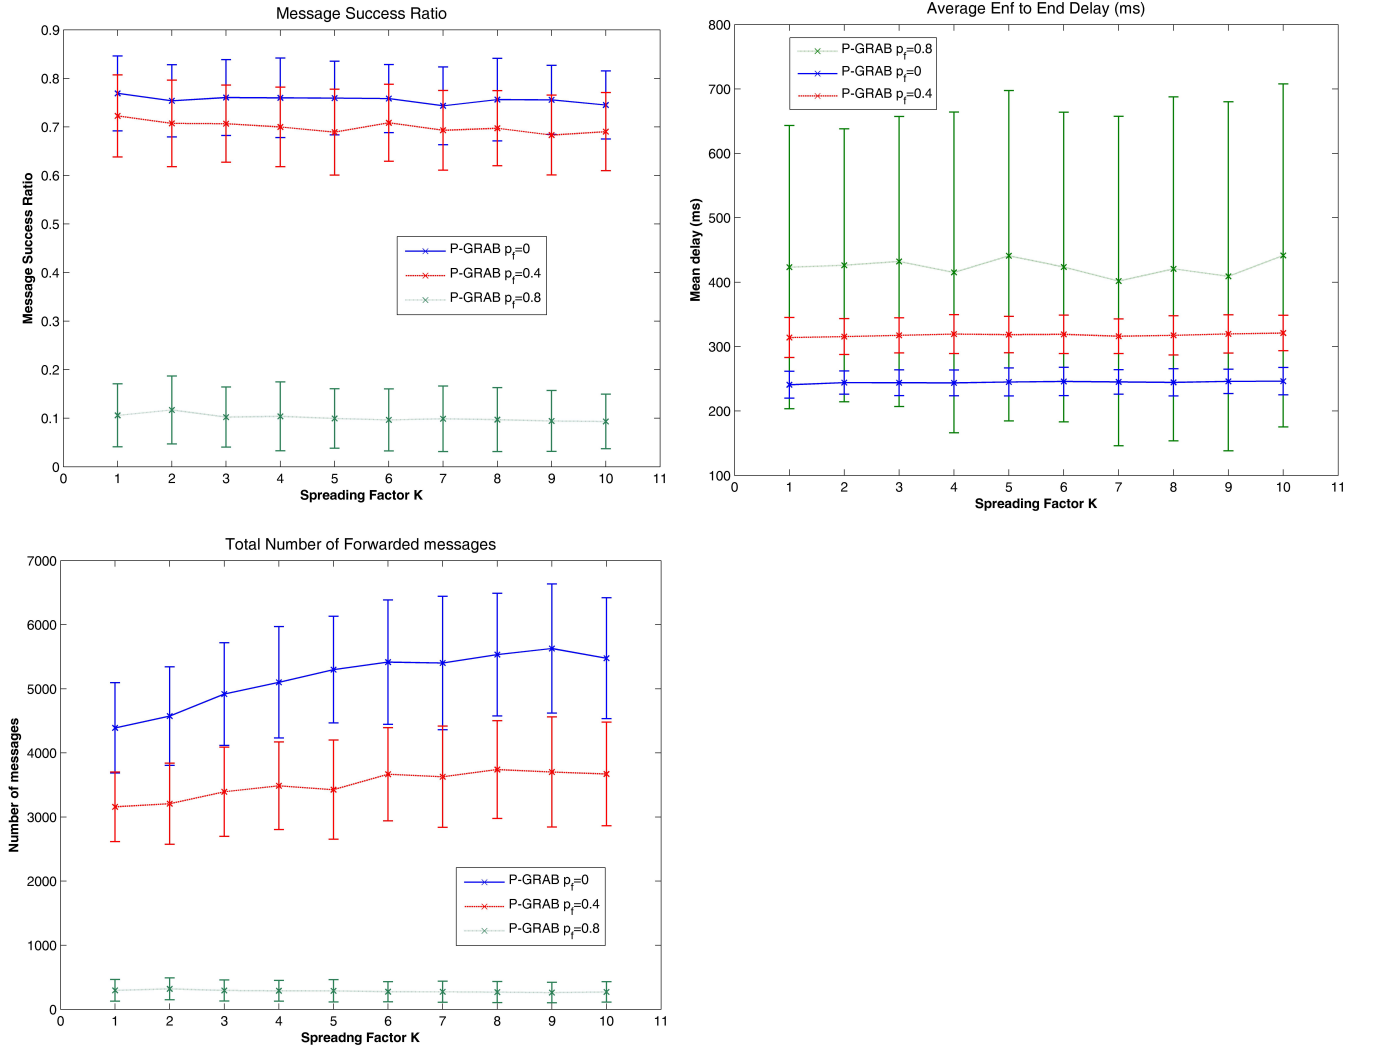 Message Success Ratio
0.9
0.8
0.7
0.6
0.5
0.4
0.3
0.2
0.1
0
Message Success Ratio
P-GRAB pf=0
P-GRAB pf=0.4
P-GRAB pf=0.8
0 1 2 3 4 5 6 7 8 9 10 11
Spreading Factor K
Average Enf to End Delay (ms)
800
700
600
500
400
300
200
100
Mean delay (ms)
P-GRAB pf=0.8
P-GRAB pf=0
P-GRAB pf=0.4
0 1 2 3 4 5 6 7 8 9 10 11
Spreading Factor K
Total Number of Forwarded messages
7000
6000
5000
4000
3000
2000
1000
0
Number of messages
P-GRAB pf=0
P-GRAB pf=0.4
P-GRAB pf=0.8
0 1 2 3 4 5 6 7 8 9 10 11
Spreadng Factor K